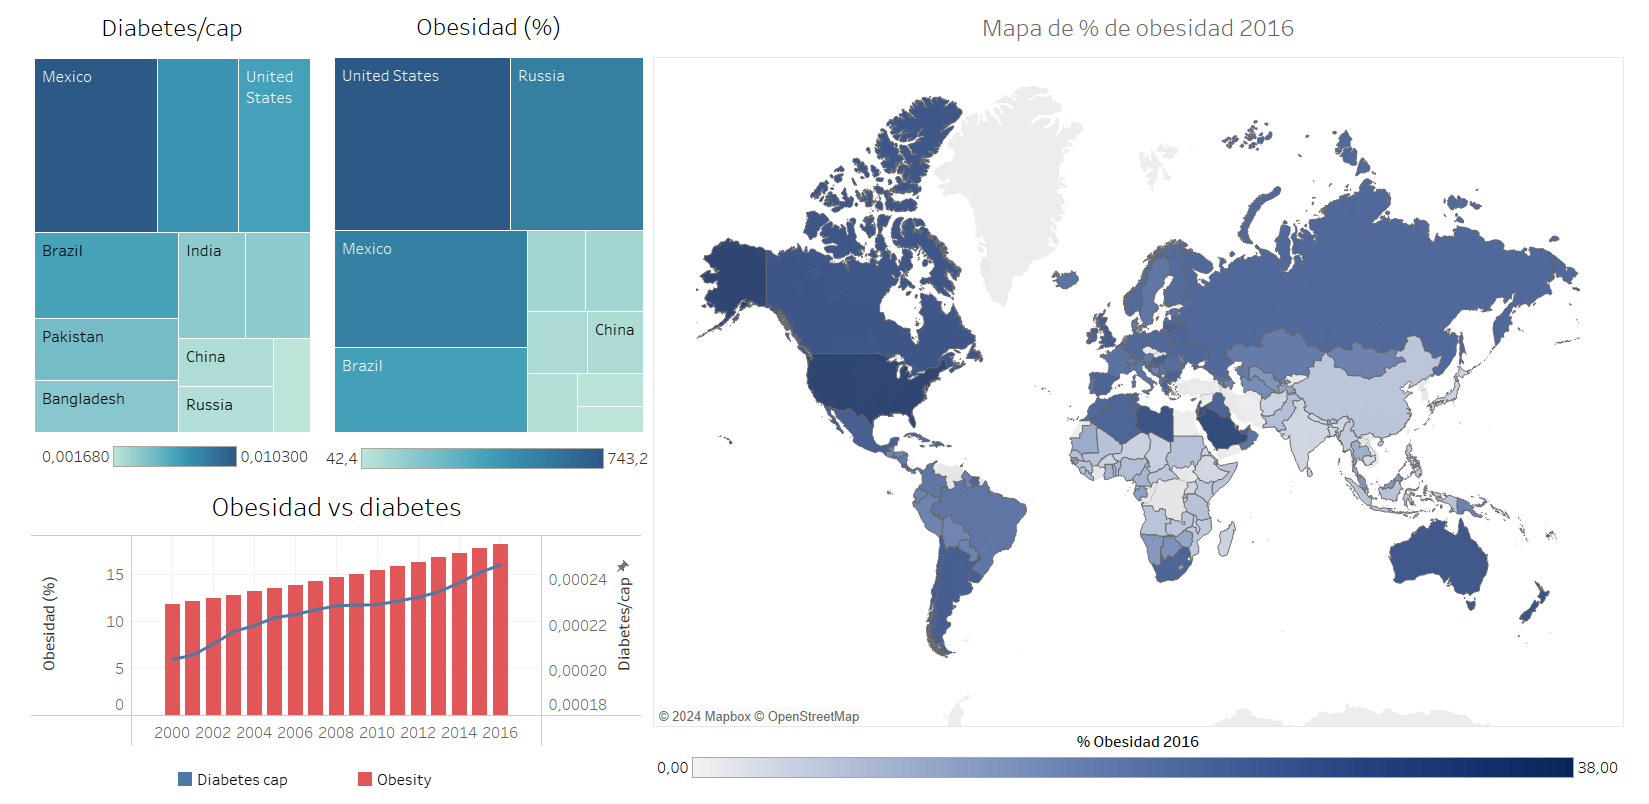 Diabetes/cap
Mexico
United
States
Brazil
India
Pakistan
China
Bangladesh
Russia
0,001680
0,010300
Obesidad (%)
United States
Russia
Mexico
China
Brazil
42,4
743,2
Obesidad vs diabetes
Obesidad (%)
15
10
5
0
0,00024
0,00022
0,00020
0,00018
Diabetes/cap
2000 2002 2004 2006 2008 2010 2012 2014 2016
Diabetes cap
Obesity
Mapa de % de obesidad 2016
© 2024 Mapbox © OpenStreetMap
% Obesidad 2016
0,00
38,00